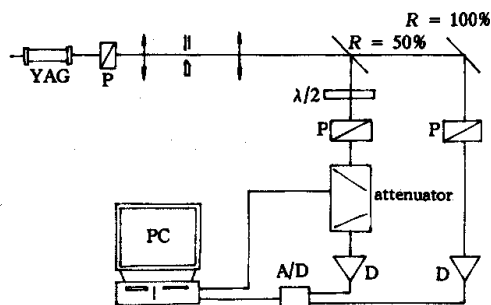 R = 100%
R = 50%
YAG
P
λ/2
P
P
attenuator
PC
A/D
D
D